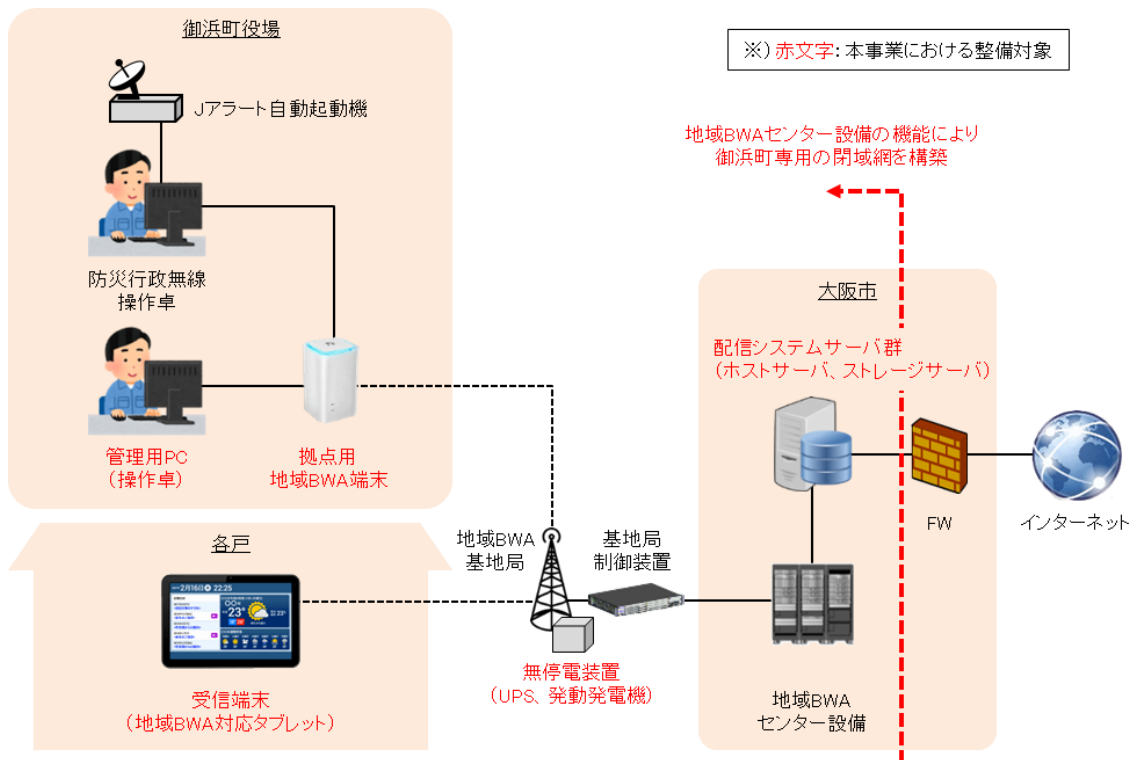 御浜町役場
Jアラート自動起動機
防災行政無線
操作卓
管理用PC
(操作卓)
拠点用
地域BWA端末
※) 赤文字: 本事業における整備対象
地域BWAセンター設備の機能により
御浜町専用の閉域網を構築
大阪市
配信システムサーバ群
(ホストサーバ、ストレージサーバ)
FW
インターネット
地域BWA
センター設備
地域BWA
基地局
基地局
制御装置
無停電装置
(UPS、発動発電機)
各戸
2月16日 22:25
23°
受信端末
(地域BWA対応タブレット)